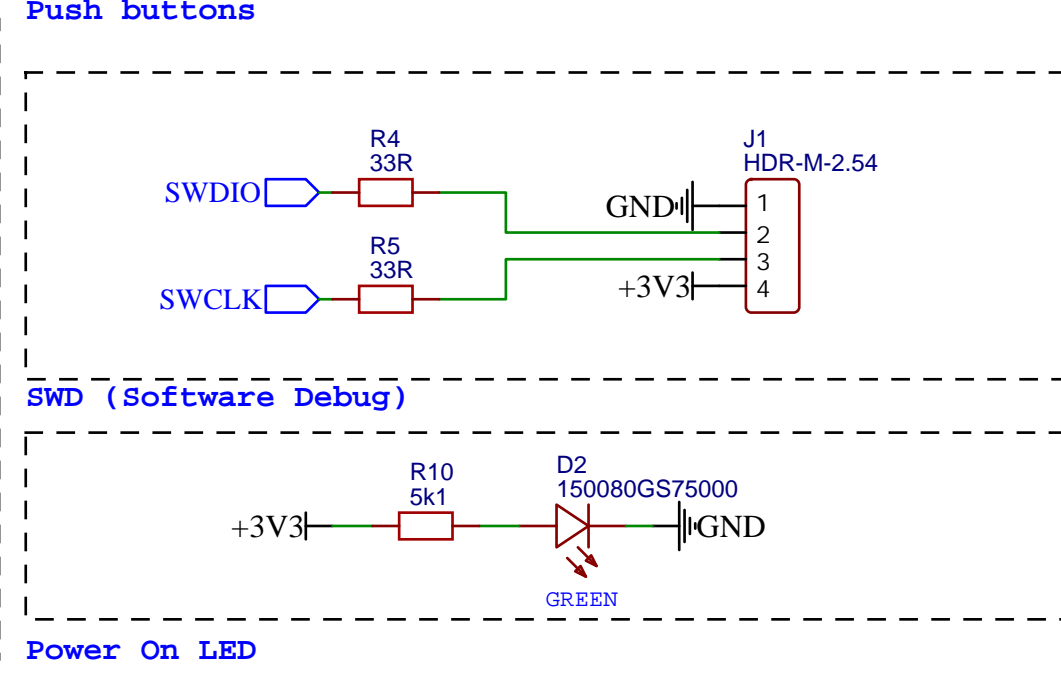 Push buttons
R4
33R
SWDIO
J1
HDR-M-2.54
GND
1
2
3
4
R5
33R
SWCLK
+3V3
SWD (Software Debug)
R10
5k1
D2
150080GS75000
+3V3
GND
GREEN
Power On LED